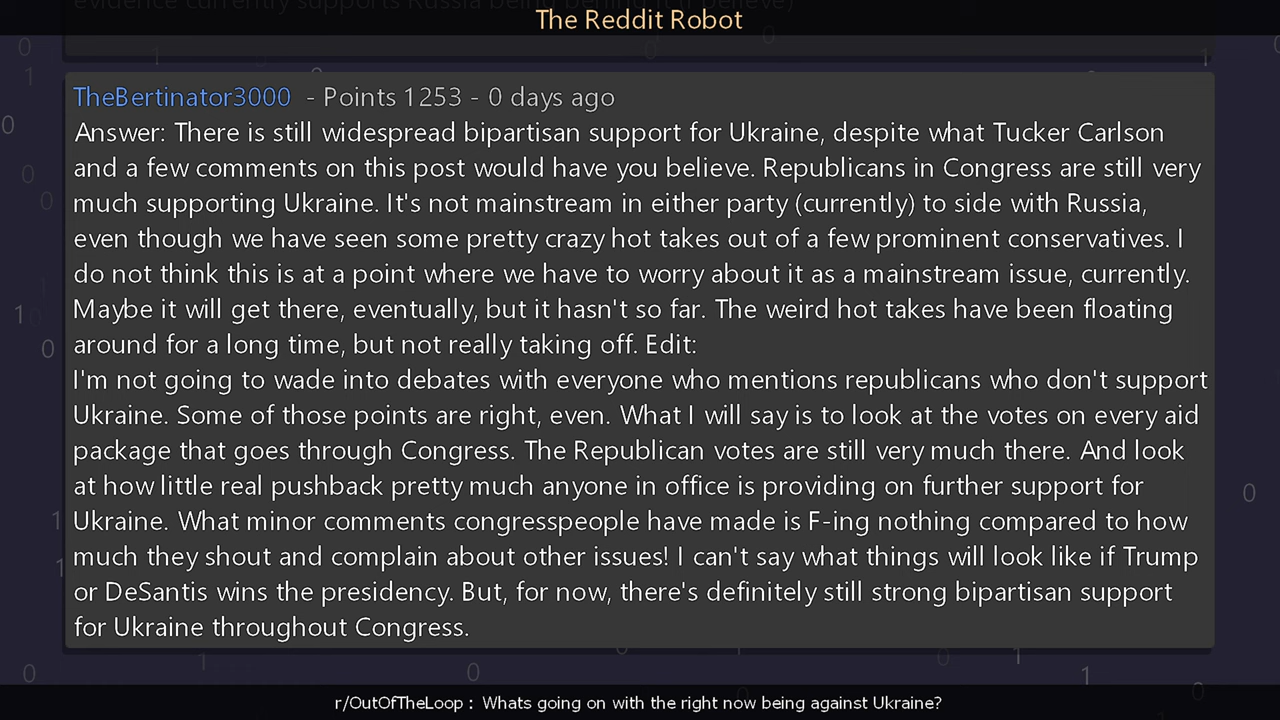 evidence currently supports Russia being behind it (I believe)
The Reddit Robot
TheBertinator3000 - Points 1253 - 0 days ago
Answer: There is still widespread bipartisan support for Ukraine, despite what Tucker Carlson
and a few comments on this post would have you believe. Republicans in Congress are still very
much supporting Ukraine. It's not mainstream in either party (currently) to side with Russia,
even though we have seen some pretty crazy hot takes out of a few prominent conservatives. I
do not think this is at a point where we have to worry about it as a mainstream issue, currently.
Maybe it will get there, eventually, but it hasn't so far. The weird hot takes have been floating
around for a long time, but not really taking off. Edit:
I'm not going to wade into debates with everyone who mentions republicans who don't support
Ukraine. Some of those points are right, even. What I will say is to look at the votes on every aid
package that goes through Congress. The Republican votes are still very much there. And look
at how little real pushback pretty much anyone in office is providing on further support for
Ukraine. What minor comments congresspeople have made is F-ing nothing compared to how
much they shout and complain about other issues! I can't say what things will look like if Trump
or DeSantis wins the presidency. But, for now, there's definitely still strong bipartisan support
for Ukraine throughout Congress.
r/OutOfTheLoop : Whats going on with the right now being against Ukraine?